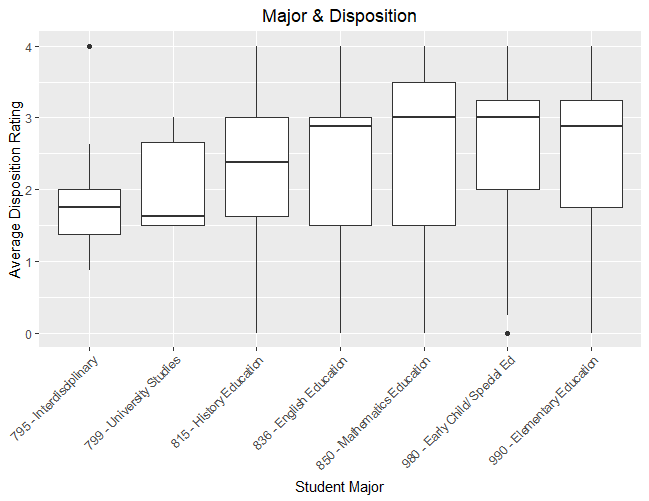 Major & Disposition
Average Disposition Rating
4
3
2
1
0
795 - Interdisciplinary
799 - University Studies
815 - History Education
836 - English Education
850 - Mathematics Education
980 - Early Child/ Special Ed
990 - Elementary Education
Student Major